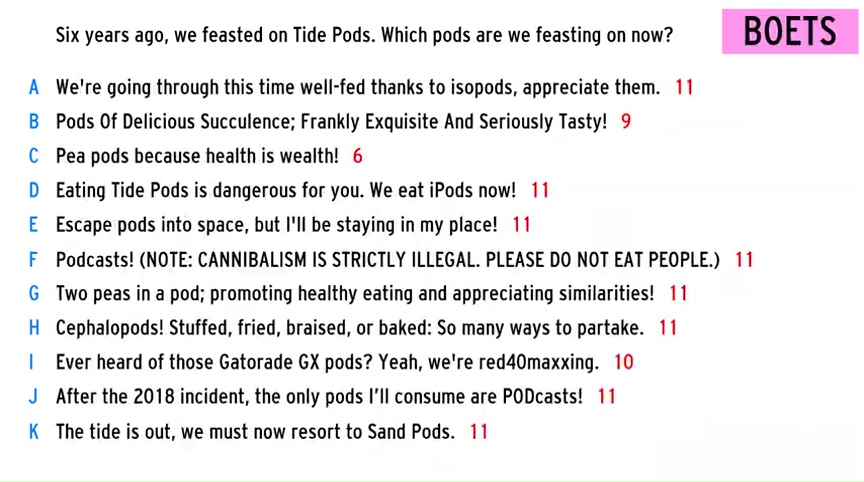 Six years ago, we feasted on Tide Pods. Which pods are we feasting on now?
BOETS
A We're going through this time well-fed thanks to isopods, appreciate them. 11
B Pods Of Delicious Succulence; Frankly Exquisite And Seriously Tasty! 9
C Pea pods because health is wealth! 6
D Eating Tide Pods is dangerous for you. We eat iPods now! 11
E Escape pods into space, but I'll be staying in my place! 11
F Podcasts! (NOTE: CANNIBALISM IS STRICTLY ILLEGAL. PLEASE DO NOT EAT PEOPLE.) 11
G Two peas in a pod; promoting healthy eating and appreciating similarities! 11
H Cephalopods! Stuffed, fried, braised, or baked: So many ways to partake. 11
I Ever heard of those Gatorade GX pods? Yeah, we're red40maxxing. 10
J After the 2018 incident, the only pods I'll consume are PODcasts! 11
K The tide is out, we must now resort to Sand Pods. 11